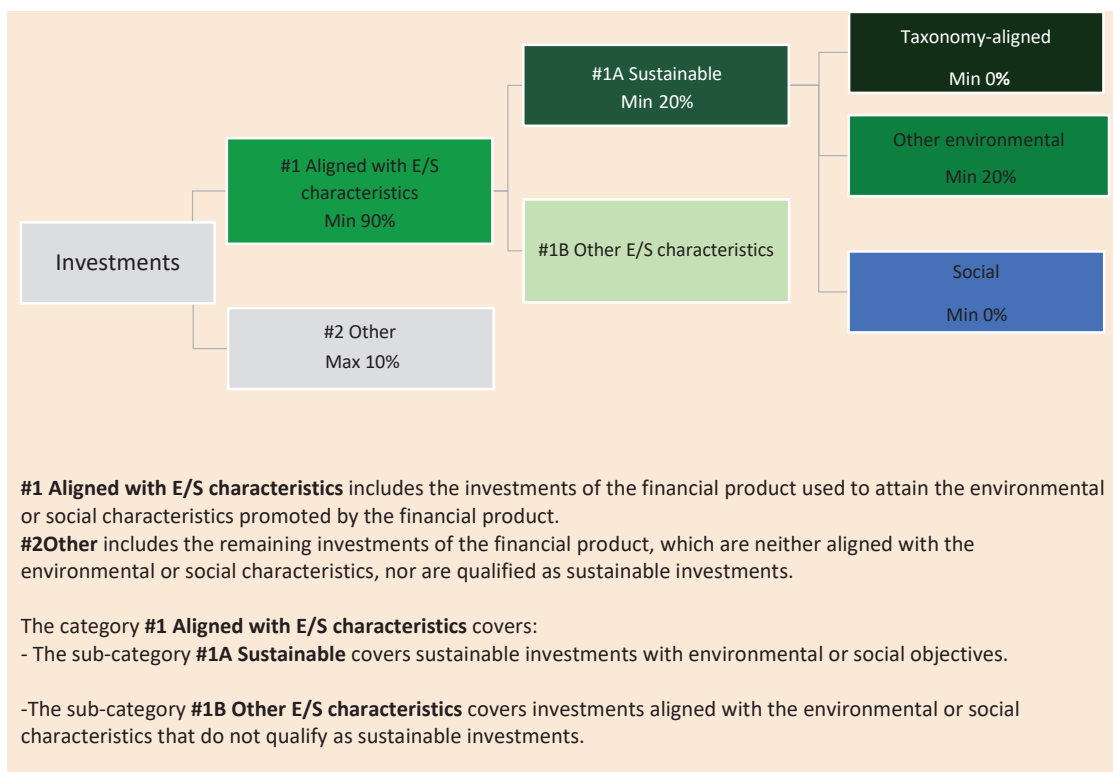 Investments
#1 Aligned with E/S
characteristics
Min 90%
#2 Other
Max 10%
#1A Sustainable
Min 20%
#1B Other E/S characteristics
Taxonomy-aligned
Min 0%
Other environmental
Min 20%
Social
Min 0%
#1 Aligned with E/S characteristics includes the investments of the financial product used to attain the environmental
or social characteristics promoted by the financial product.
#2Other includes the remaining investments of the financial product, which are neither aligned with the
environmental or social characteristics, nor are qualified as sustainable investments.
The category #1 Aligned with E/S characteristics covers:
- The sub-category #1A Sustainable covers sustainable investments with environmental or social objectives.
-The sub-category #1B Other E/S characteristics covers investments aligned with the environmental or social
characteristics that do not qualify as sustainable investments.